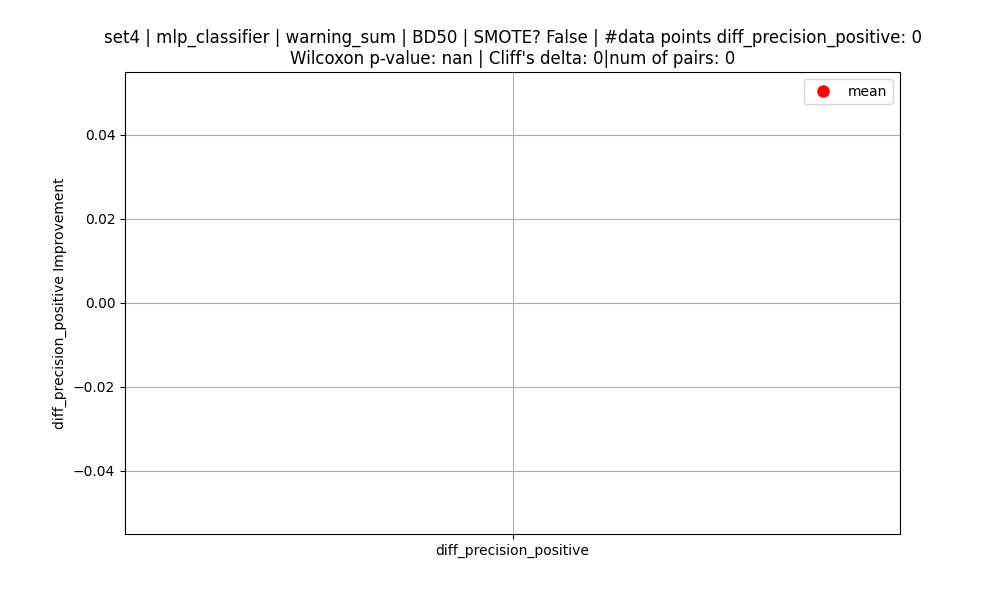 set4 | mlp_classifier | warning_sum | BD50 | SMOTE? False | #data points diff_precision_positive: 0
Wilcoxon p-value: nan | Cliff's delta: 0|num of pairs: 0
mean
0.04
0.02
0.00
−0.02
−0.04
diff_precision_positive Improvement
diff_precision_positive